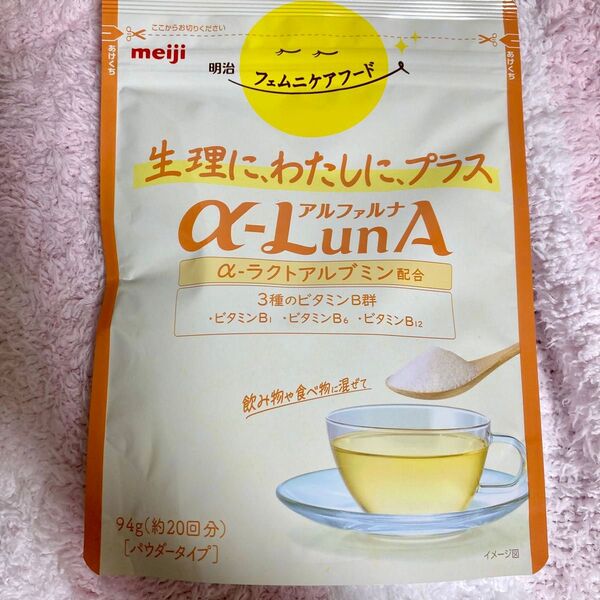 ここからお切りください
あけくち
あけくち
meiji
明治
フェムニケアフード
生理に、わたしに、プラス
アルファルナ
α-LunA
α-ラクトアルブミン配合
3種のビタミンB群
・ビタミンB1 ・ビタミンB6 ・ビタミンB12
飲み物や食べ物に混ぜて
94g(約20回分)
[パウダータイプ]
イメージ図